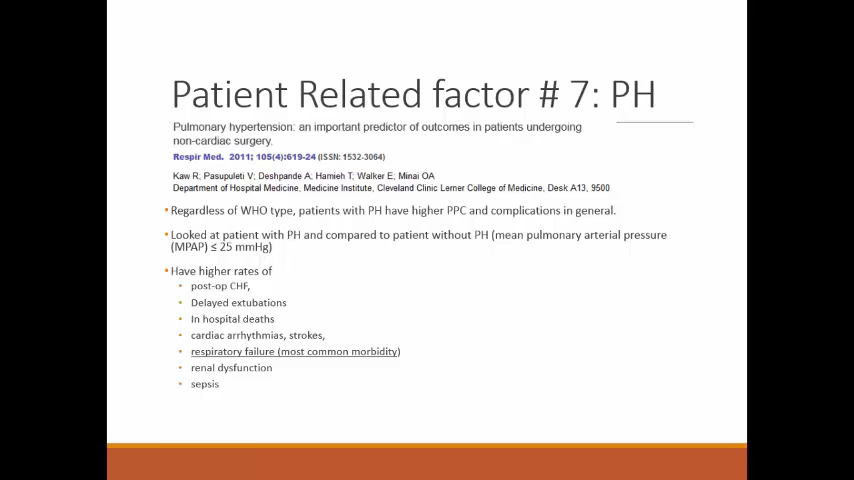 Patient Related factor # 7: PH
Pulmonary hypertension: an important predictor of outcomes in patients undergoing
non-cardiac surgery.
Respir Med. 2011; 105(4):619-24 (ISSN: 1532-3064)
Kaw R; Pasupuleti V; Deshpande A; Hamieh T; Walker E; Minai OA
Department of Hospital Medicine, Medicine Institute, Cleveland Clinic Lerner College of Medicine, Desk A13, 9500
•Regardless of WHO type, patients with PH have higher PPC and complications in general.
•Looked at patient with PH and compared to patient without PH (mean pulmonary arterial pressure
(MPAP) ≤ 25 mmHg)
•Have higher rates of
• post-op CHF,
• Delayed extubations
• In hospital deaths
• cardiac arrhythmias, strokes,
• respiratory failure (most common morbidity)
• renal dysfunction
• sepsis